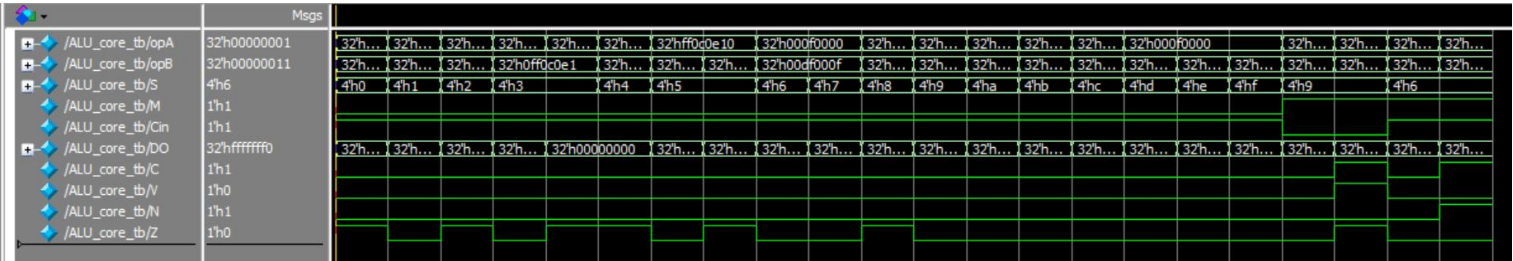 Msgs
/ALU_core_tb/opA 32'h00000001 32'h... 32'h... 32'h... 32'h... 32'h... 32'h... 32'hff0c0e10 32'h000f0000 32'h... 32'h... 32'h... 32'h... 32'h... 32'h000f0000 32'h... 32'h... 32'h... 32'h...
/ALU_core_tb/opB 32'h00000011 32'h... 32'h... 32'h... 32'h0ff0c0e1 32'h... 32'h... 32'h... 32'h00df000f 32'h... 32'h... 32'h... 32'h... 32'h... 32'h... 32'h... 32'h... 32'h... 32'h... 32'h... 32'h...
/ALU_core_tb/S 4'h6 4'h0 4'h1 4'h2 4'h3 4'h4 4'h5 4'h6 4'h7 4'h8 4'h9 4'ha 4'hb 4'hc 4'hd 4'he 4'hf 4'h9 4'h6
/ALU_core_tb/M 1'h1
/ALU_core_tb/Cin 1'h1
/ALU_core_tb/DO 32'hfffffff0 32'h... 32'h... 32'h... 32'h... 32'h00000000 32'h... 32'h... 32'h... 32'h... 32'h... 32'h... 32'h... 32'h... 32'h... 32'h... 32'h... 32'h... 32'h... 32'h... 32'h... 32'h...
/ALU_core_tb/C 1'h1
/ALU_core_tb/V 1'h0
/ALU_core_tb/N 1'h1
/ALU_core_tb/Z 1'h0